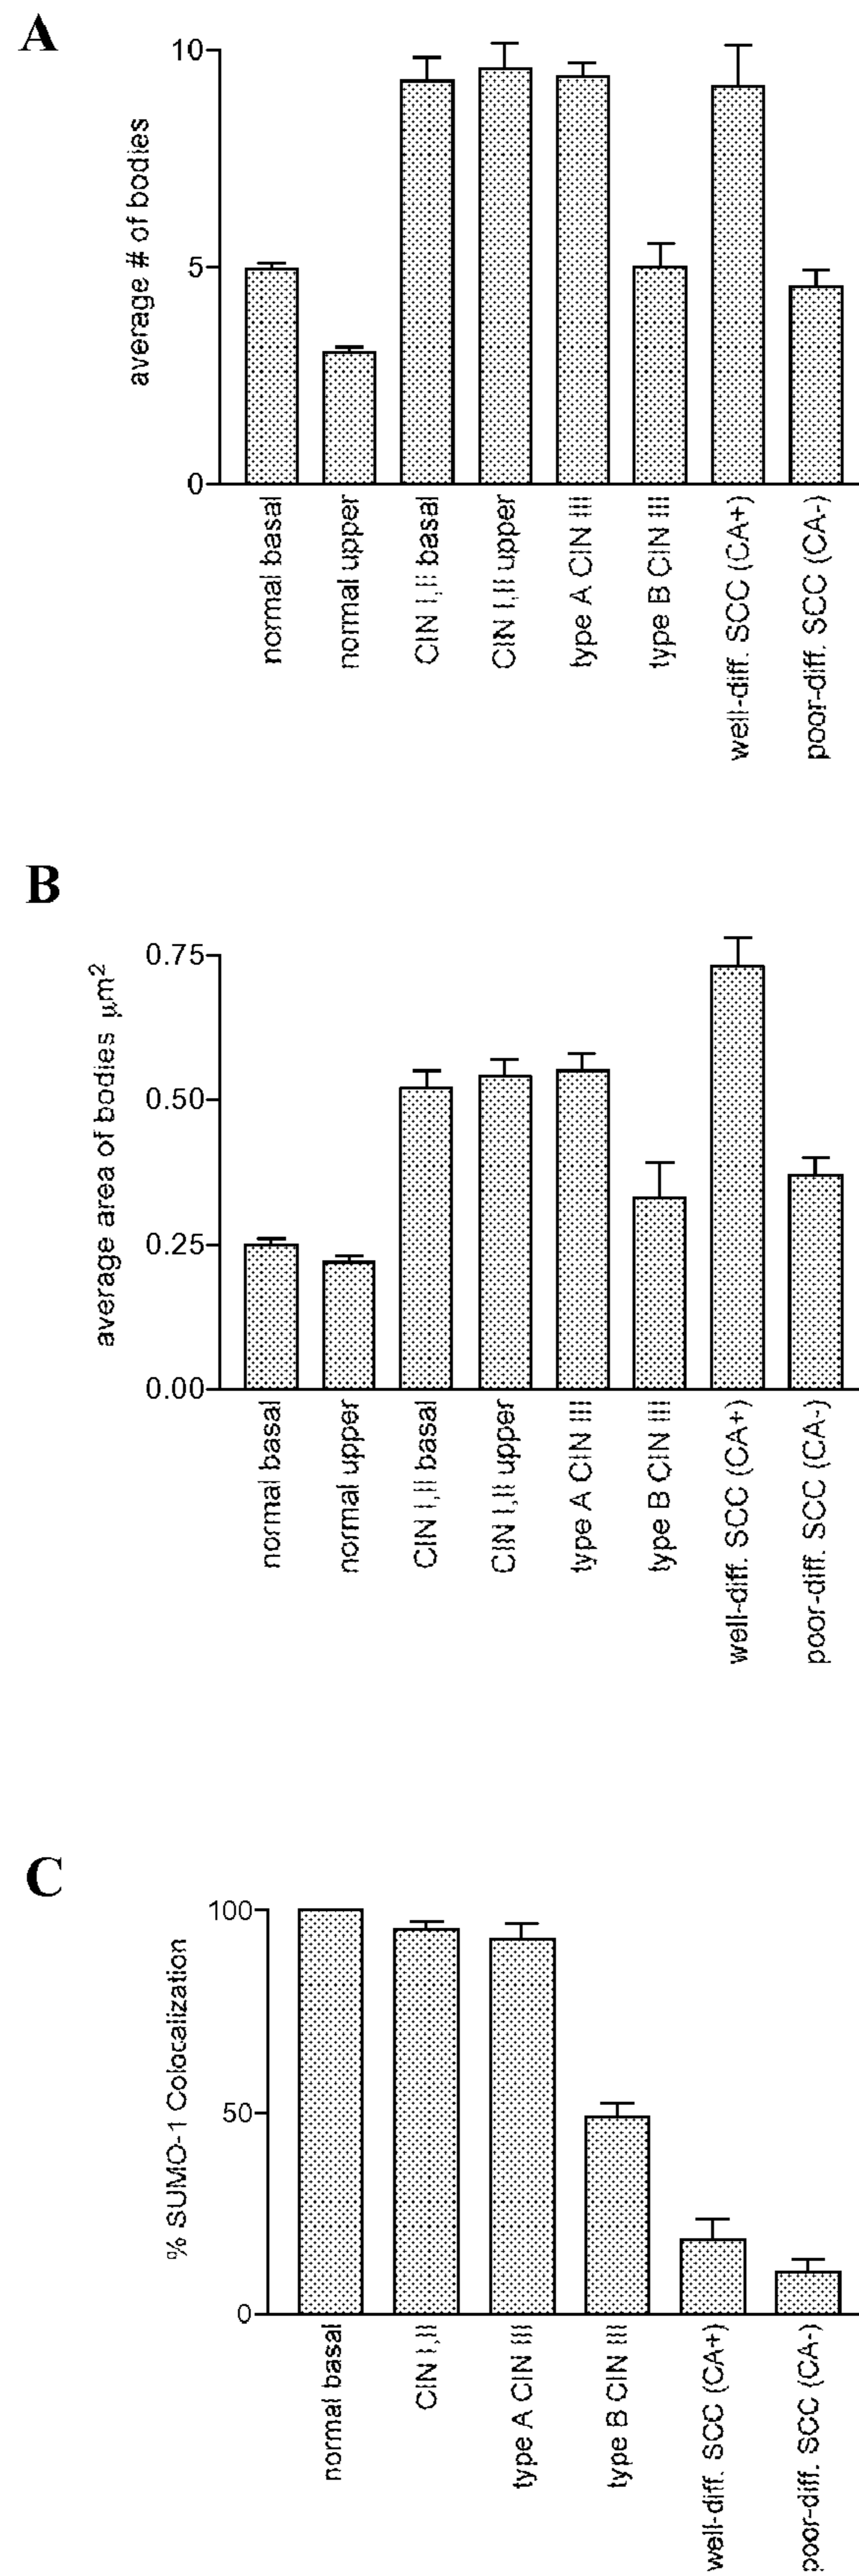 A
10
5
0
average # of bodies
normal basal
normal upper
CIN I,II basal
CIN I,II upper
type A CIN III
type B CIN III
well-diff. SCC (CA+)
poor-diff. SCC (CA-)
B
0.75
0.50
0.25
0.00
average area of bodies μm²
normal basal
normal upper
CIN I,II basal
CIN I,II upper
type A CIN III
type B CIN III
well-diff. SCC (CA+)
poor-diff. SCC (CA-)
C
100
50
0
% SUMO-1 Colocalization
normal basal
CIN I,II
type A CIN III
type B CIN III
well-diff. SCC (CA+)
poor-diff. SCC (CA-)